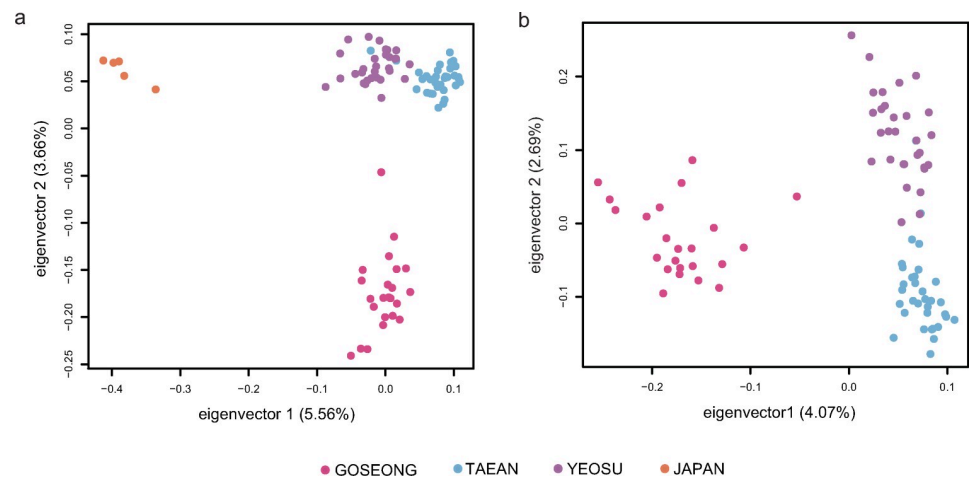 a
0.10
0.05
0.00
−0.05
−0.10
−0.15
−0.20
−0.25
eigenvector 2 (3.66%)
−0.4 −0.3 −0.2 −0.1 0.0 0.1
eigenvector 1 (5.56%)
b
0.2
0.1
0.0
−0.1
eigenvector 2 (2.69%)
−0.2 −0.1 0.0 0.1
eigenvector1 (4.07%)
GOSEONG TAEAN YEOSU JAPAN